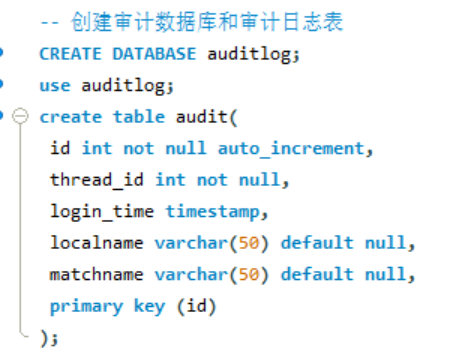 -- 创建审计数据库和审计日志表
CREATE DATABASE auditlog;
use auditlog;
create table audit(
id int not null auto_increment,
thread_id int not null,
login_time timestamp,
localname varchar(50) default null,
matchname varchar(50) default null,
primary key (id)
);